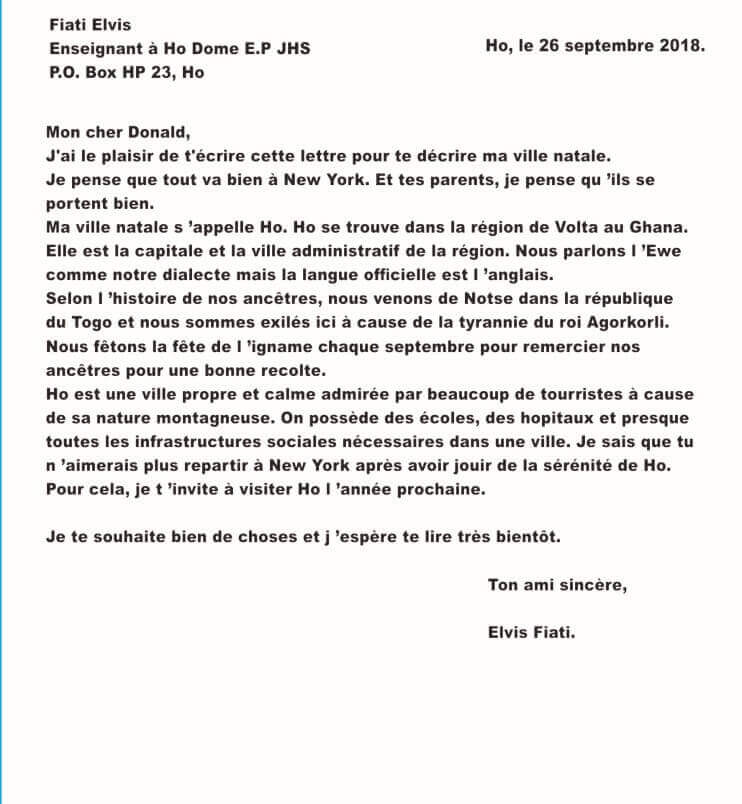 Fiati Elvis
Enseignant à Ho Dome E.P JHS
Ho, le 26 septembre 2018.
P.O. Box HP 23, Ho
Mon cher Donald,
J'ai le plaisir de t'écrire cette lettre pour te décrire ma ville natale.
Je pense que tout va bien à New York. Et tes parents, je pense qu ’ils se
portent bien.
Ma ville natale s ’appelle Ho. Ho se trouve dans la région de Volta au Ghana.
Elle est la capitale et la ville administratif de la région. Nous parlons l ’Ewe
comme notre dialecte mais la langue officielle est l ’anglais.
Selon l ’histoire de nos ancêtres, nous venons de Notse dans la république
du Togo et nous sommes exilés ici à cause de la tyrannie du roi Agorkorli.
Nous fêtons la fête de l ’igname chaque septembre pour remercier nos
ancêtres pour une bonne recolte.
Ho est une ville propre et calme admirée par beaucoup de tourristes à cause
de sa nature montagneuse. On possède des écoles, des hopitaux et presque
toutes les infrastructures sociales nécessaires dans une ville. Je sais que tu
n ’aimerais plus repartir à New York après avoir jouir de la sérénité de Ho.
Pour cela, je t ’invite à visiter Ho l ’année prochaine.
Je te souhaite bien de choses et j ’espère te lire très bientôt.
Ton ami sincère,
Elvis Fiati.